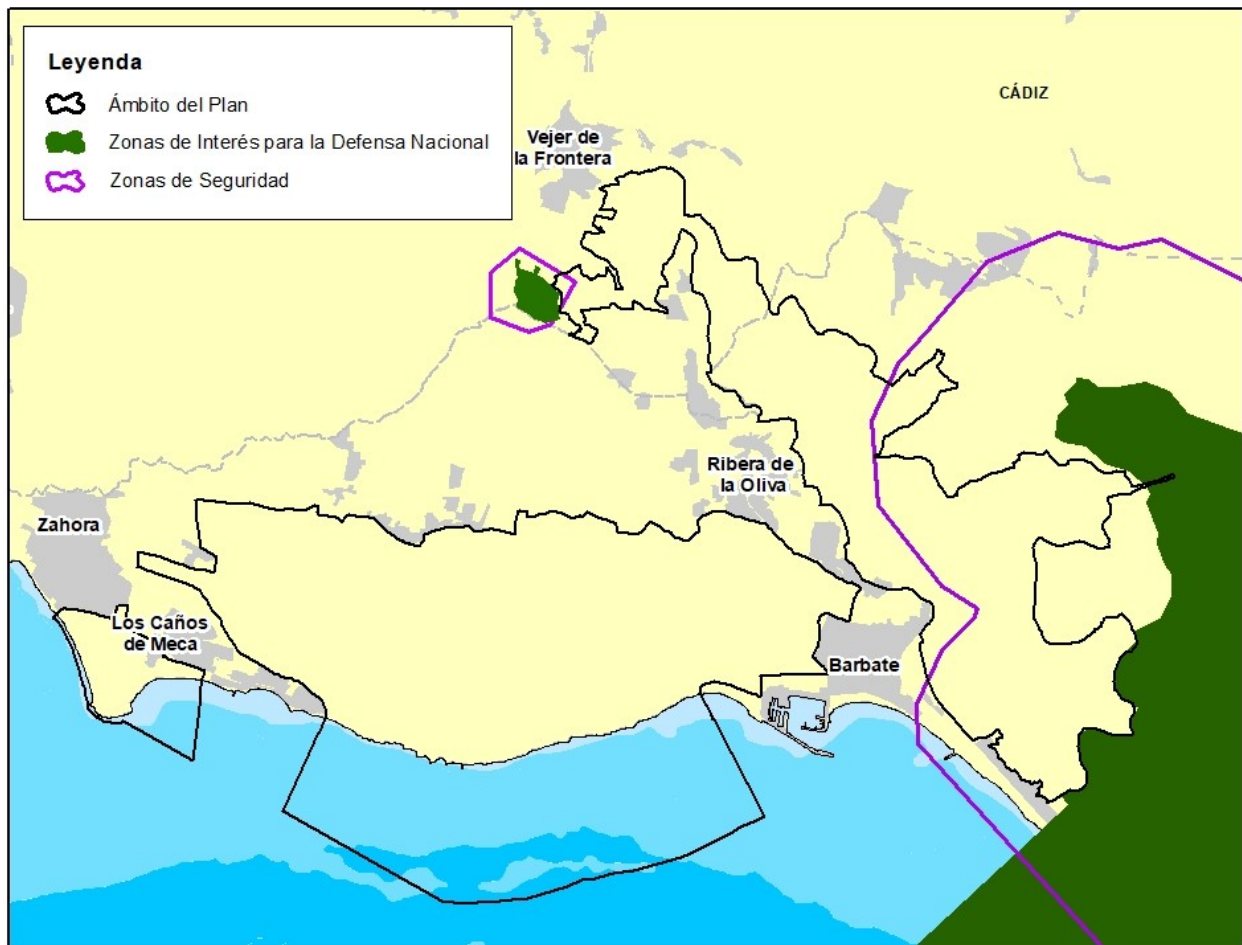 Leyenda
Ámbito del Plan
Zonas de Interés para la Defensa Nacional
Zonas de Seguridad
CÁDIZ
Vejer de
la Frontera
Ribera de
la Oliva
Zahora
Los Caños
de Meca
Barbate